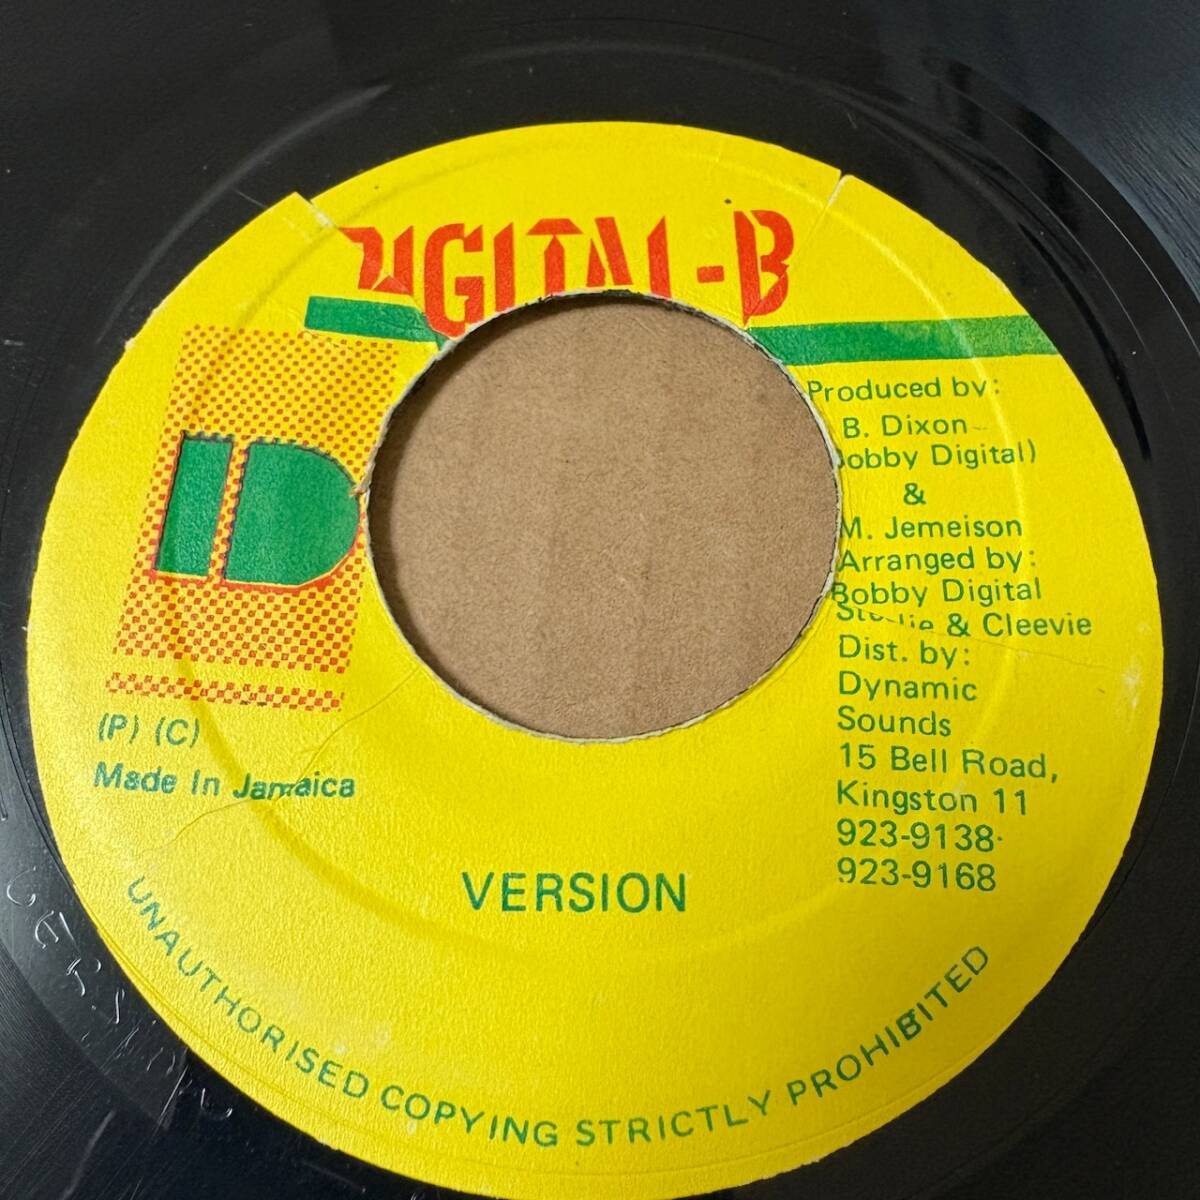 DIGITAL-B
Produced by:
B. Dixon
Bobby Digital)
&
M. Jemeison
Arranged by:
Bobby Digital
& Cleevie
Dist. by:
Dynamic
Sounds
15 Bell Road,
Kingston 11
923-9138
923-9168
(P) (C)
Made In Jamaica
VERSION
UNAUTHORISED COPYING STRICTLY PROHIBITED